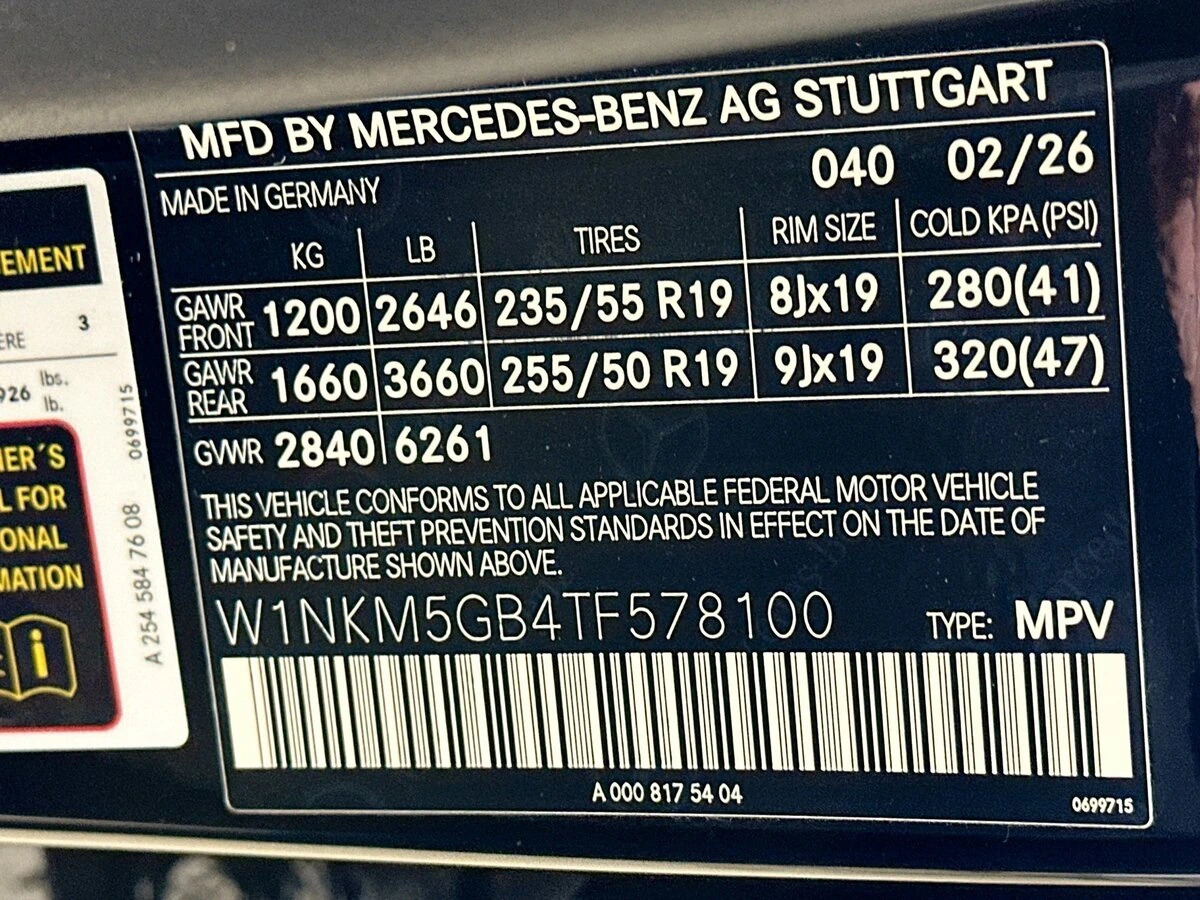 MFD BY MERCEDES-BENZ AG STUTTGART
MADE IN GERMANY 040 02/26
KG LB TIRES RIM SIZE COLD KPA (PSI)
GAWR FRONT 1200 2646 235/55 R19 8Jx19 280(41)
GAWR REAR 1660 3660 255/50 R19 9Jx19 320(47)
GVWR 2840 6261
THIS VEHICLE CONFORMS TO ALL APPLICABLE FEDERAL MOTOR VEHICLE
SAFETY AND THEFT PREVENTION STANDARDS IN EFFECT ON THE DATE OF
MANUFACTURE SHOWN ABOVE.
W1NKM5GB4TF578100 TYPE: MPV
A 000 817 54 04
0699715
EMENT
ERE 3
926 lbs.
lb.
ER´S
L FOR
ONAL
MATION
A 254 584 76 08 0699715